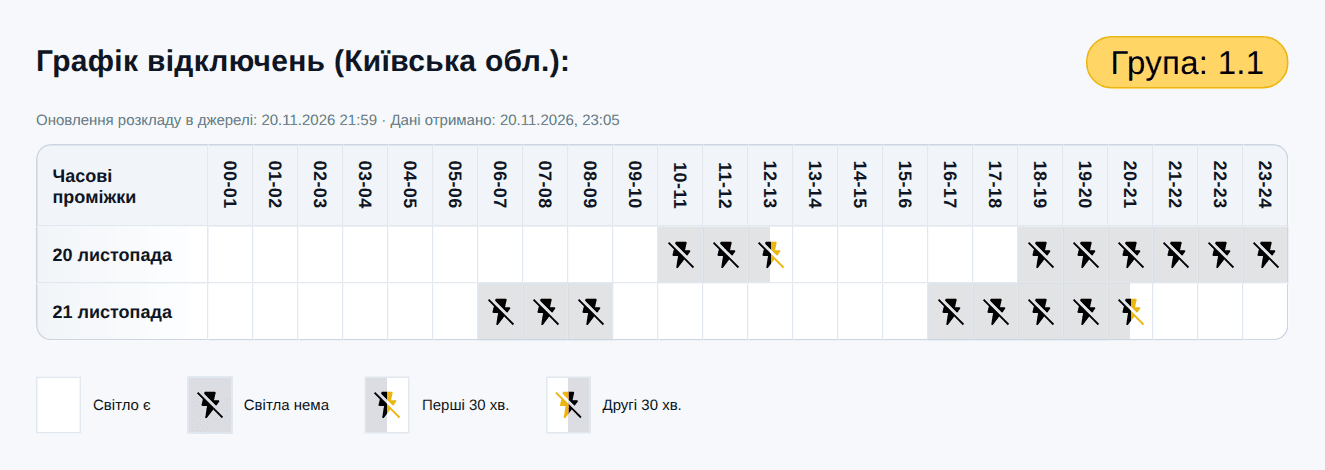 Графік відключень (Київська обл.):
Група: 1.1
Оновлення розкладу в джерелі: 20.11.2026 21:59 · Дані отримано: 20.11.2026, 23:05
Часові
проміжки
00-01
01-02
02-03
03-04
04-05
05-06
06-07
07-08
08-09
09-10
10-11
11-12
12-13
13-14
14-15
15-16
16-17
17-18
18-19
19-20
20-21
21-22
22-23
23-24
20 листопада
21 листопада
Світло є
Світла нема
Перші 30 хв.
Другі 30 хв.